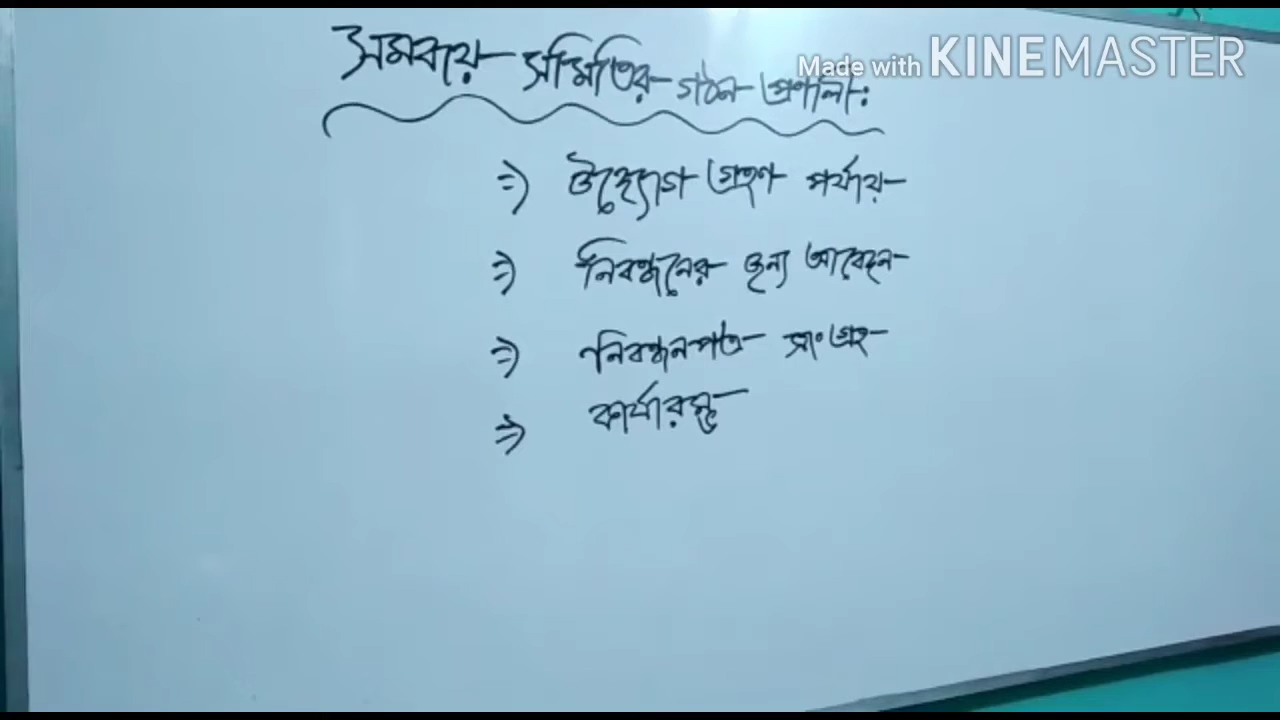 Made with KINEMASTER
সমবায় সমিতির গঠন প্রণালী:
⇒ উদ্যোগ গ্রহণ পর্যায়
⇒ নিবন্ধনের জন্য আবেদন
⇒ নিবন্ধনপত্র সংগ্রহ
⇒ কার্যারম্ভ